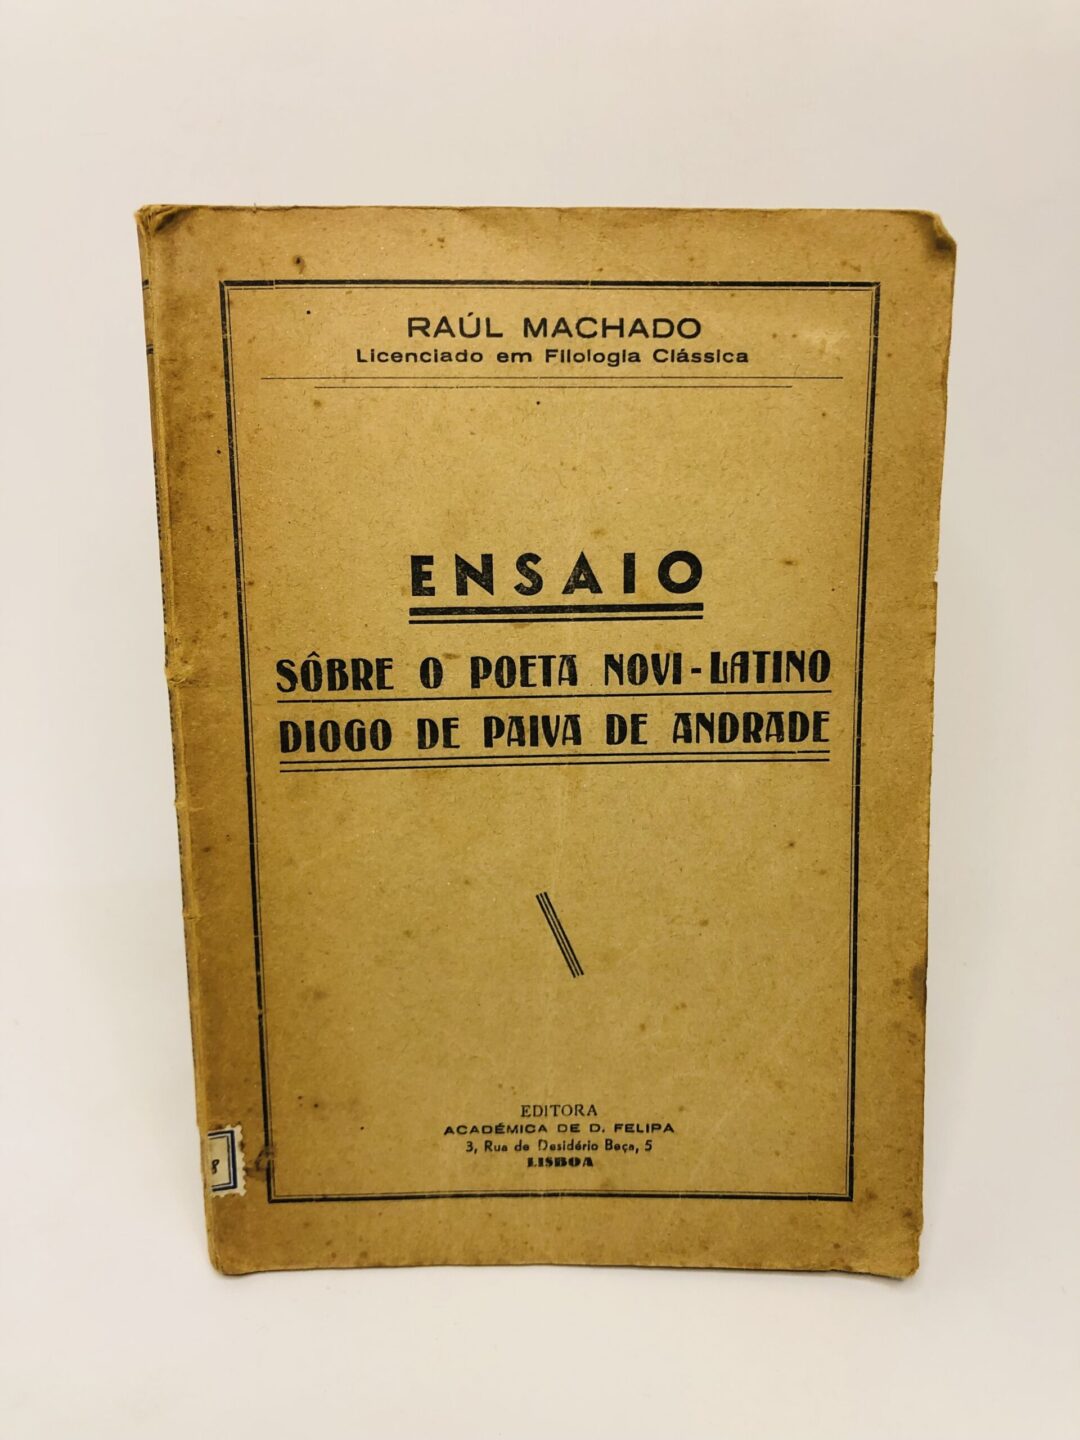 RAÚL MACHADO
Licenciado em Filologia Clássica
ENSAIO
SÔBRE O POETA NOVI-LATINO
DIOGO DE PAIVA DE ANDRADE
EDITORA
ACADÉMICA DE D. FELIPA
3, Rua de Desidério Beça, 5
LISBOA
8